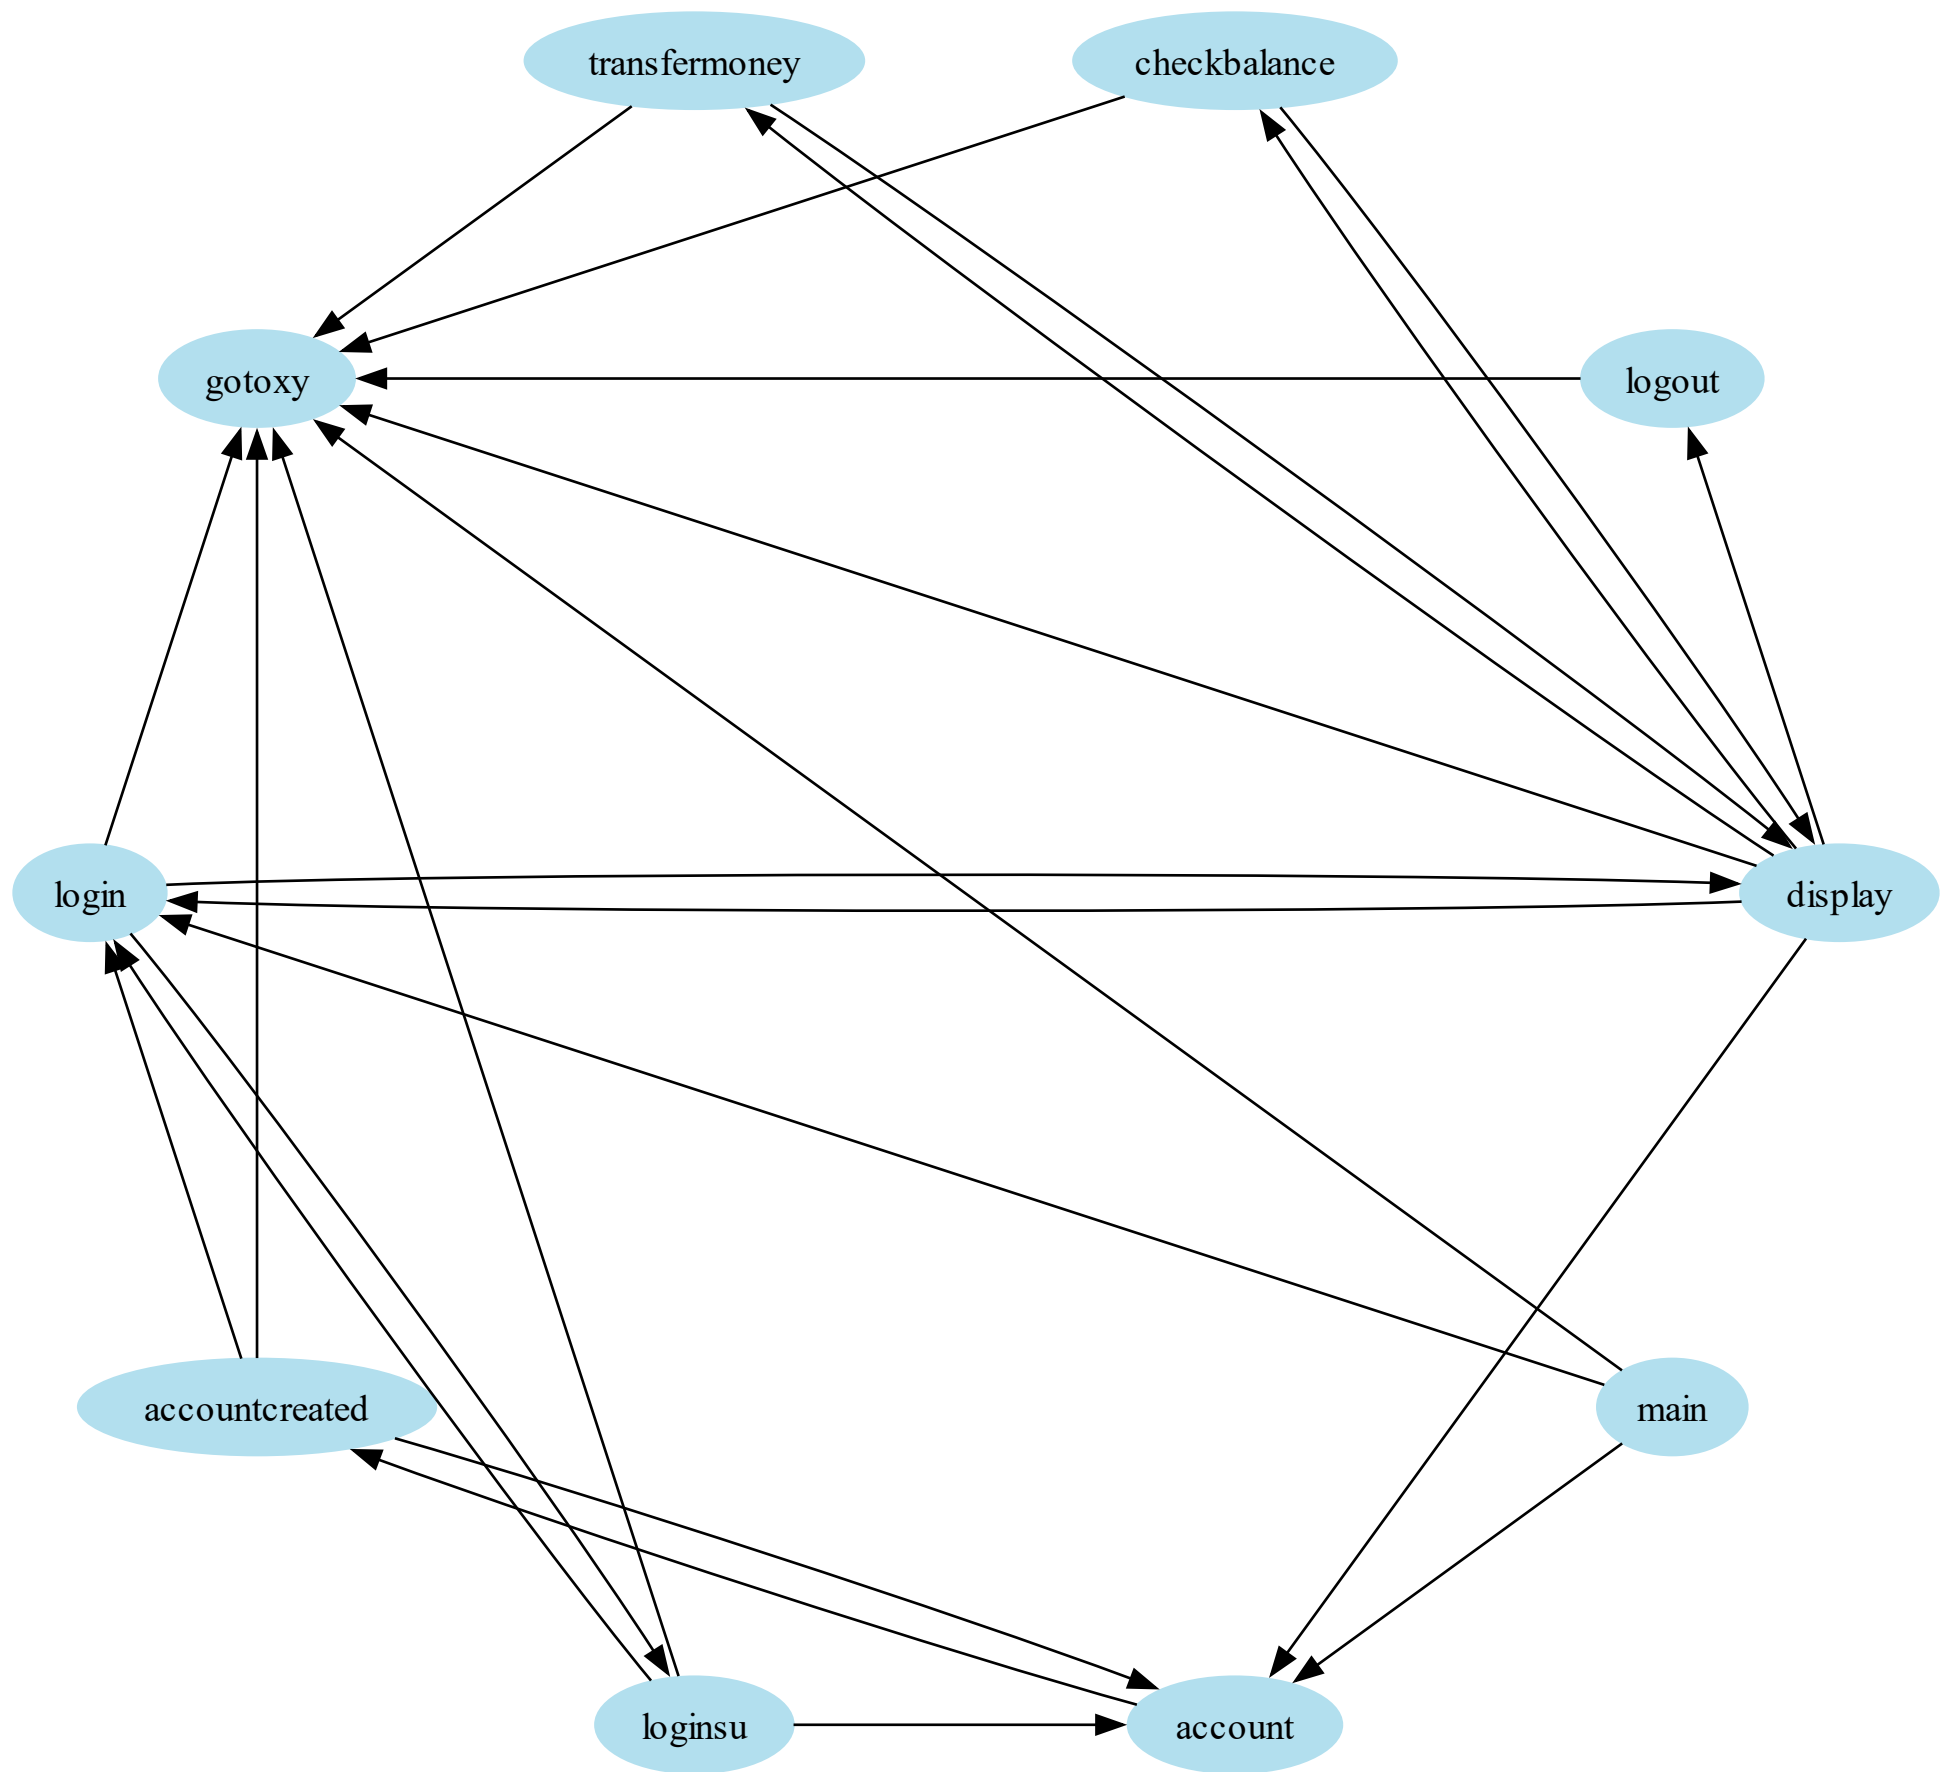 transfermoney
checkbalance
gotoxy
logout
login
display
accountcreated
main
loginsu
account